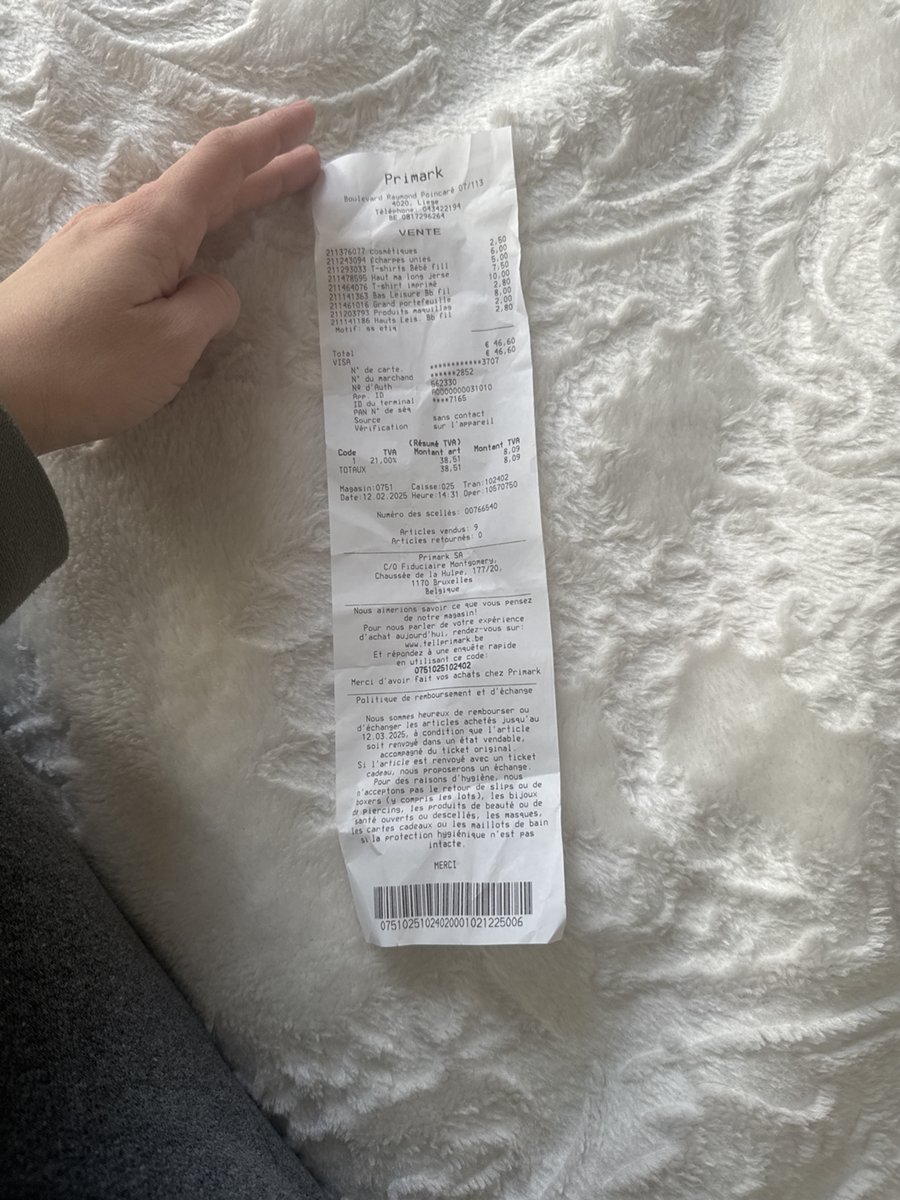 Primark
Boulevard Raymond Poincaré 07/113
4020, Liege
Téléphone: 043422194
BE 0817296264
VENTE
211376077 cosmétiques 2,50
211243094 Echarpes unies 6,00
211293033 T-shirts Bébé fill 5,00
211478595 Haut ma long jerse 7,50
211464076 T-shirt imprimé 10,00
211141363 Bas Leisure Bb fil 2,80
211461016 Grand portefeuille 8,00
211203793 Produits maquillag 2,00
211141186 Hauts Leis. Bb fil 2,80
Motif: ss etiq
Total € 46,60
VISA € 46,60
N° de carte. ************3707
N° du marchand ******2852
Nº d'Auth 662330
App. ID A0000000031010
ID du terminal ****7165
PAN N° de séq
Source sans contact
Vérification sur l'appareil
(Résumé TVA)
Code TVA Montant art Montant TVA
1 21,00% 38,51 8,09
TOTAUX 38,51 8,09
Magasin:0751 Caisse:025 Tran:102402
Date:12.02.2025 Heure:14:31 Oper:10570750
Numéro des scellés: 00766540
Articles vendus: 9
Articles retournés: 0
Primark SA
C/O Fiduciaire Montgomery,
Chaussée de la Hulpe, 177/20,
1170 Bruxelles
Belgique
Nous aimerions savoir ce que vous pensez
de notre magasin!
Pour nous parler de votre expérience
d'achat aujourd'hui, rendez-vous sur:
www.tellprimark.be
Et répondez à une enquête rapide
en utilisant ce code:
0751025102402
Merci d'avoir fait vos achats chez Primark
Politique de remboursement et d'échange
Nous sommes heureux de rembourser ou
d'échanger les articles achetés jusqu'au
12.03.2025, à condition que l'article
soit renvoyé dans un état vendable,
accompagné du ticket original.
Si l'article est renvoyé avec un ticket
cadeau, nous proposerons un échange.
Pour des raisons d'hygiène, nous
n'acceptons pas le retour de slips ou de
boxers (y compris les lots), les bijoux
de piercing, les produits de beauté ou de
santé ouverts ou descellés, les masques,
les cartes cadeaux ou les maillots de bain
si la protection hygiénique n'est pas
intacte.
MERCI
0751025102402000102122​5006